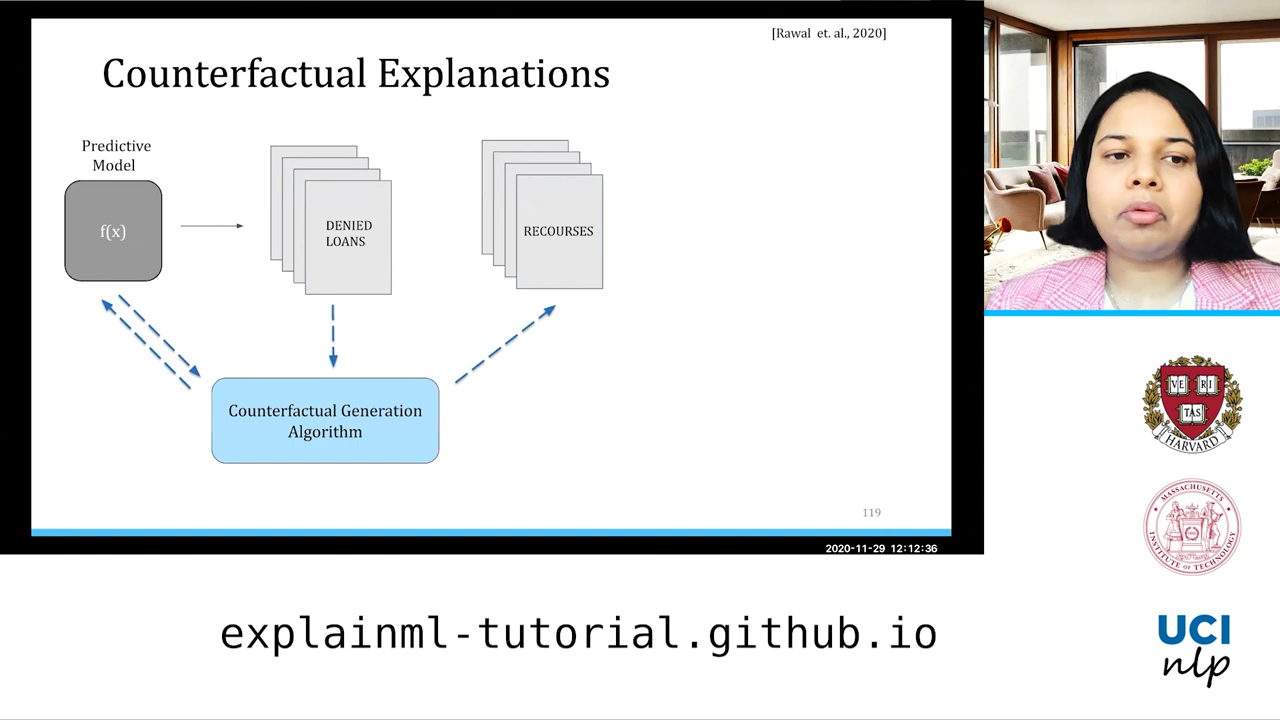 [Rawal et. al., 2020]
Counterfactual Explanations
Predictive
Model
f(x)
DENIED
LOANS
RECOURSES
Counterfactual Generation
Algorithm
119
2020-11-29 12:12:36
explainml-tutorial.github.io
VE RI
TAS
HARVARD
MASSACHUSETTS
INSTITUTE OF TECHNOLOGY
UCI
nlp